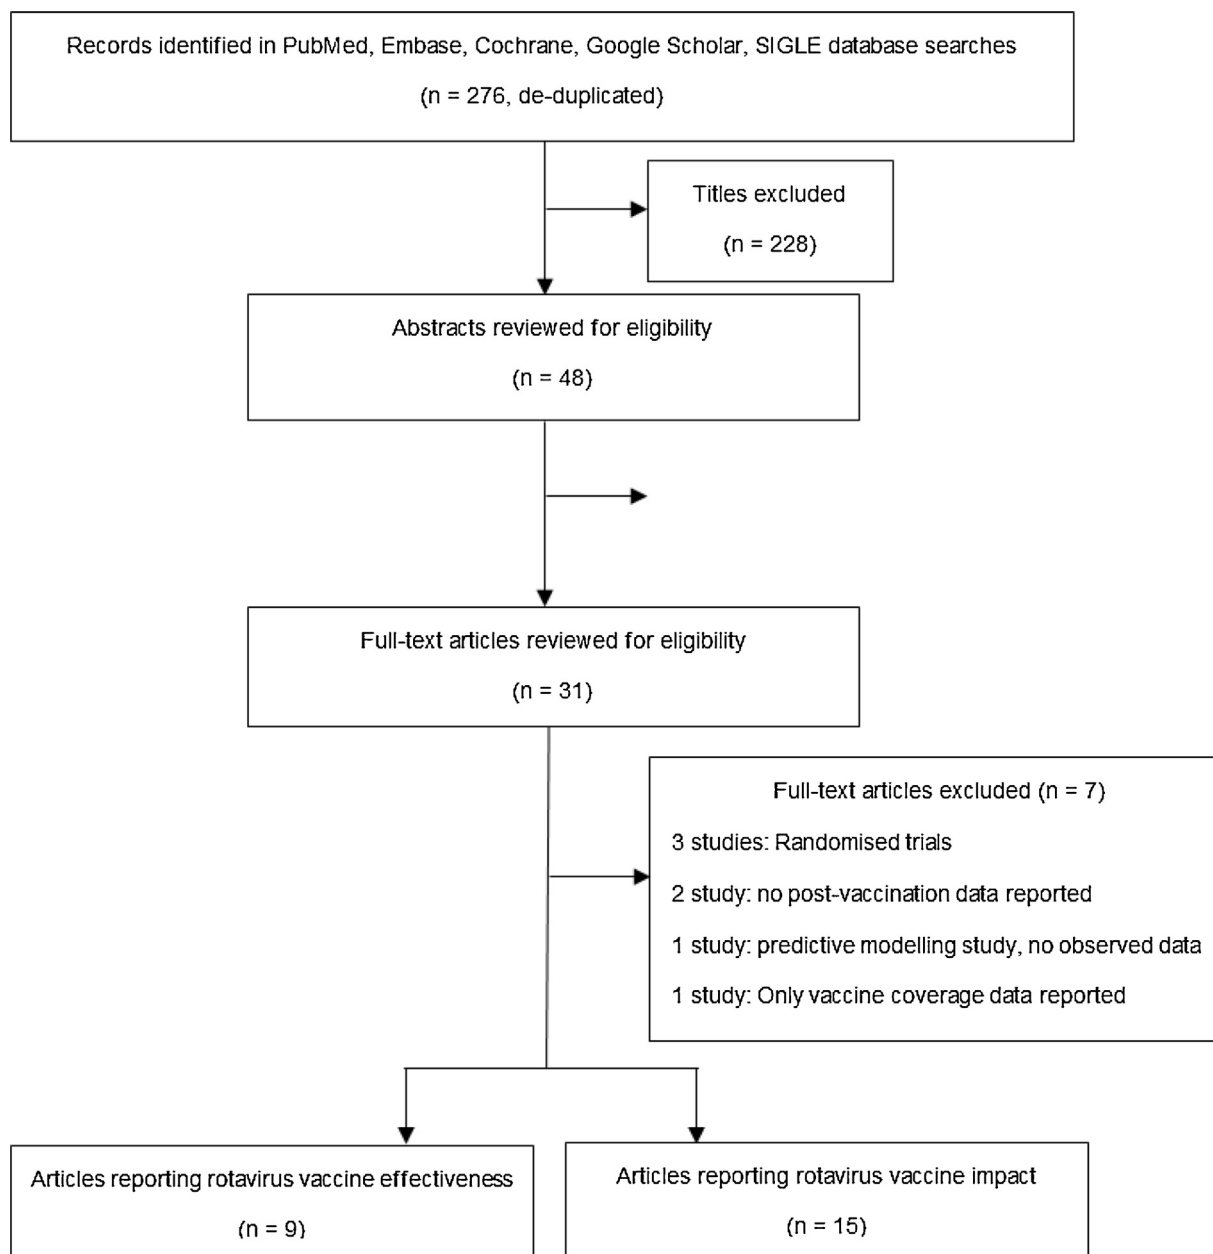 Records identified in PubMed, Embase, Cochrane, Google Scholar, SIGLE database searches
(n = 276, de-duplicated)
Titles excluded
(n = 228)
Abstracts reviewed for eligibility
(n = 48)
Full-text articles reviewed for eligibility
(n = 31)
Full-text articles excluded (n = 7)
3 studies: Randomised trials
2 study: no post-vaccination data reported
1 study: predictive modelling study, no observed data
1 study: Only vaccine coverage data reported
Articles reporting rotavirus vaccine effectiveness
(n = 9)
Articles reporting rotavirus vaccine impact
(n = 15)